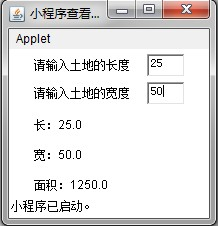 小程序查看...
Applet
请输入土地的长度 25
请输入土地的宽度 50
长：25.0
宽：50.0
面积：1250.0
小程序已启动。